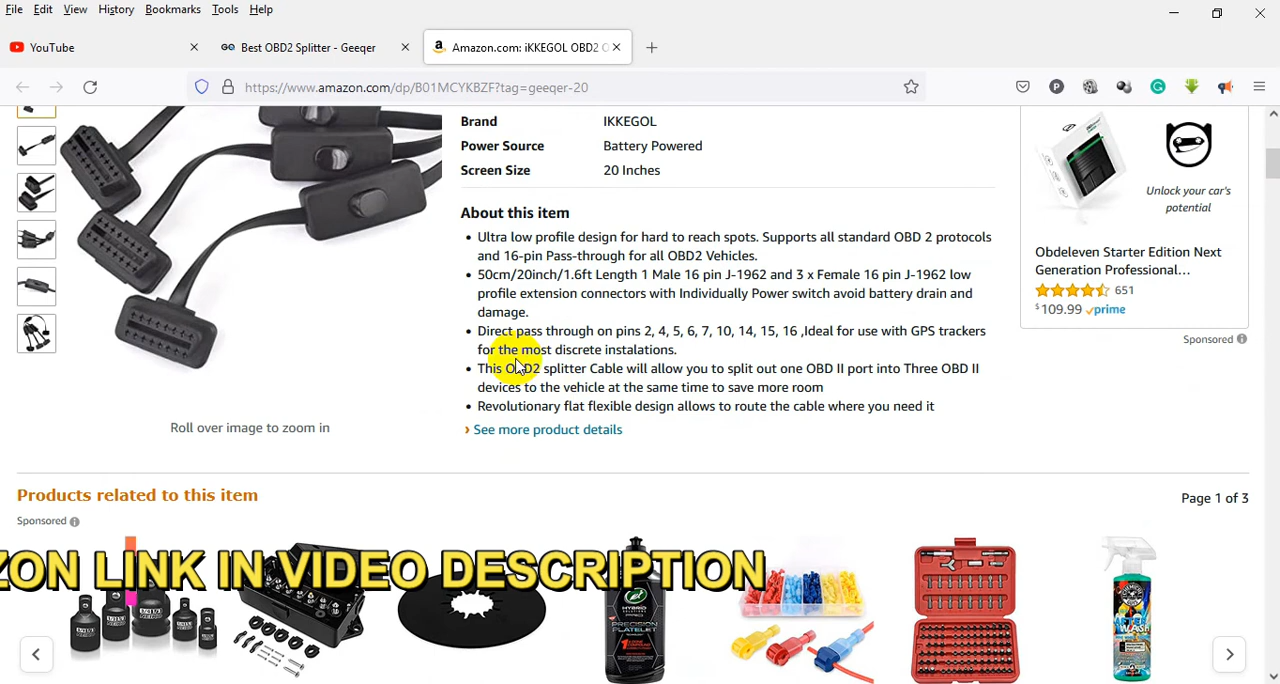 File Edit View History Bookmarks Tools Help
YouTube
Best OBD2 Splitter - Geeqer
Amazon.com: iKKEGOL OBD2 O
https://www.amazon.com/dp/B01MCYKBZF?tag=geeqer-20
Brand IKKEGOL
Power Source Battery Powered
Screen Size 20 Inches
About this item
Ultra low profile design for hard to reach spots. Supports all standard OBD 2 protocols
and 16-pin Pass-through for all OBD2 Vehicles.
50cm/20inch/1.6ft Length 1 Male 16 pin J-1962 and 3 x Female 16 pin J-1962 low
profile extension connectors with Individually Power switch avoid battery drain and
damage.
Direct pass through on pins 2, 4, 5, 6, 7, 10, 14, 15, 16 ,Ideal for use with GPS trackers
for the most discrete instalations.
This OBD2 splitter Cable will allow you to split out one OBD II port into Three OBD II
devices to the vehicle at the same time to save more room
Revolutionary flat flexible design allows to route the cable where you need it
› See more product details
Roll over image to zoom in
Unlock your car's
potential
Obdeleven Starter Edition Next
Generation Professional...
651
$109.99 prime
Sponsored
Products related to this item
Page 1 of 3
Sponsored
ZON LINK IN VIDEO DESCRIPTION
HYBRID
SOLUTIONS
PRO
PRECISION
PLATELET
AFTER
WASH